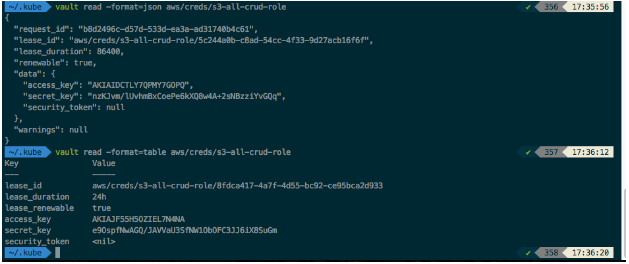 ~/.kube vault read -format=json aws/creds/s3-all-crud-role ✔ 356 17:35:56
{
"request_id": "b8d2496c-d57d-533d-ea3a-ad31740b4c61",
"lease_id": "aws/creds/s3-all-crud-role/5c244a0b-c8ad-54cc-4f33-9d27acb16f6f",
"lease_duration": 86400,
"renewable": true,
"data": {
"access_key": "AKIAIDCTLY7QPMY7GOPQ",
"secret_key": "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",
"security_token": null
},
"warnings": null
}
~/.kube vault read -format=table aws/creds/s3-all-crud-role ✔ 357 17:36:12
Key Value
--- -----
lease_id aws/creds/s3-all-crud-role/8fdca417-4a7f-4d55-bc92-ce95bca2d933
lease_duration 24h
lease_renewable true
access_key AKIAJF55HSOZIEL7N4NA
secret_key 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
security_token <nil>
~/.kube ✔ 358 17:36:20